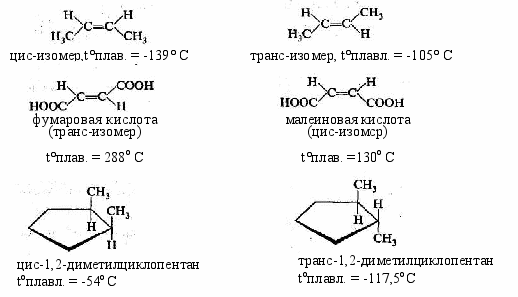 H H
C=C
H₃C CH₃
цис-изомер,t°плав. = -139° C
H CH₃
C=C
H₃C H
транс-изомер, t°плавл. = -105° C
H COOH
C=C
HOOC H
фумаровая кислота
(транс-изомер)
t°плав. = 288° C
H H
C=C
HOOC COOH
малеиновая кислота
(цис-изомер)
t°плав. =130° C
CH₃
CH₃
H
H
цис-1,2-диметилциклопентан
t°плавл. = -54° C
CH₃
H
H
CH₃
транс-1,2-диметилциклопентан
t°плавл. = -117,5° C